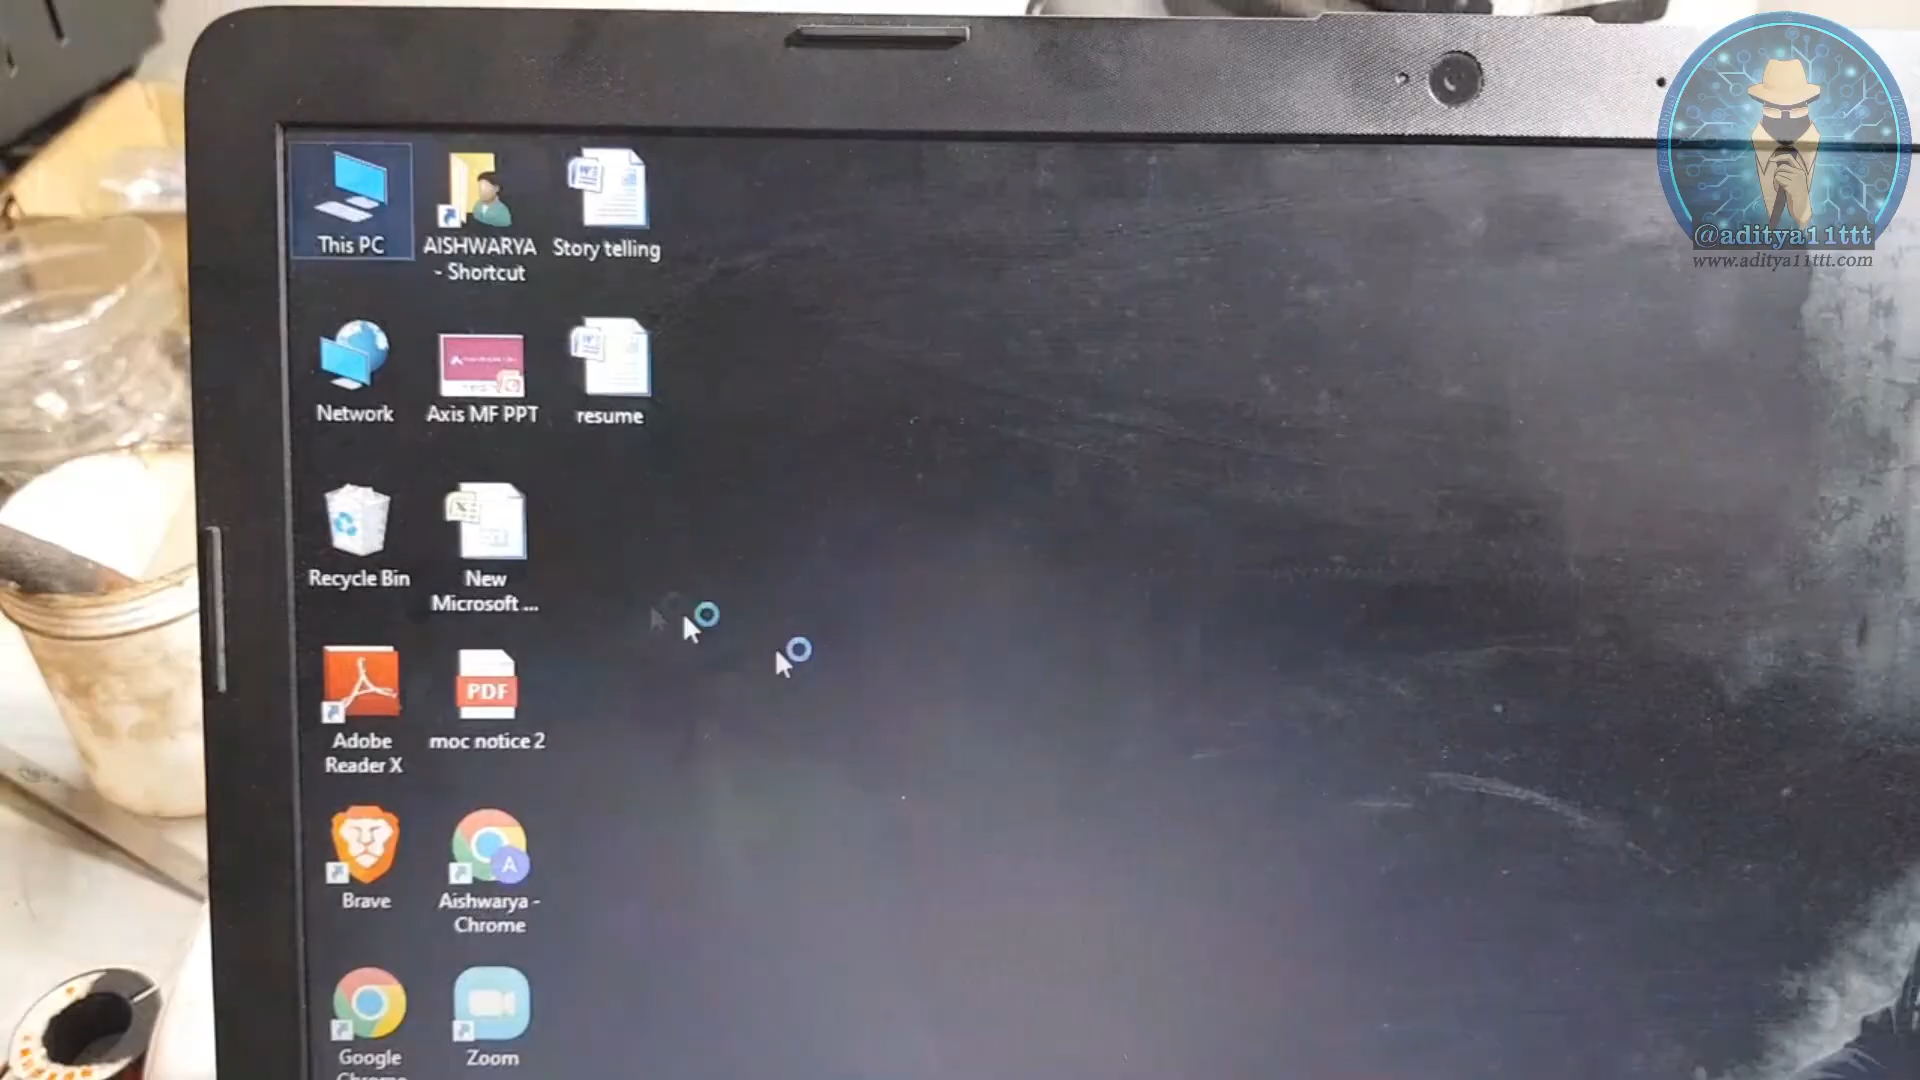 This PC
AISHWARYA
- Shortcut
Story telling
Network
Axis MF PPT
resume
Recycle Bin
New
Microsoft ...
Adobe
Reader X
PDF
moc notice 2
Brave
A
Aishwarya -
Chrome
Google
Chrome
Zoom
@aditya11ttt
www.aditya11ttt.com